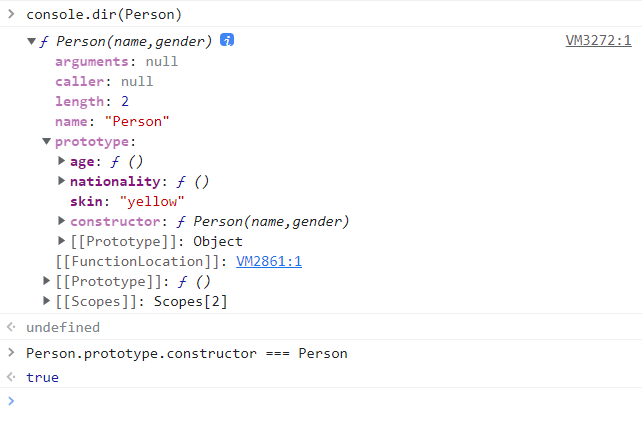 console.dir(Person)
ƒ Person(name,gender) i VM3272:1
arguments: null
caller: null
length: 2
name: "Person"
prototype:
age: ƒ ()
nationality: ƒ ()
skin: "yellow"
constructor: ƒ Person(name,gender)
[[Prototype]]: Object
[[FunctionLocation]]: VM2861:1
[[Prototype]]: ƒ ()
[[Scopes]]: Scopes[2]
undefined
Person.prototype.constructor === Person
true